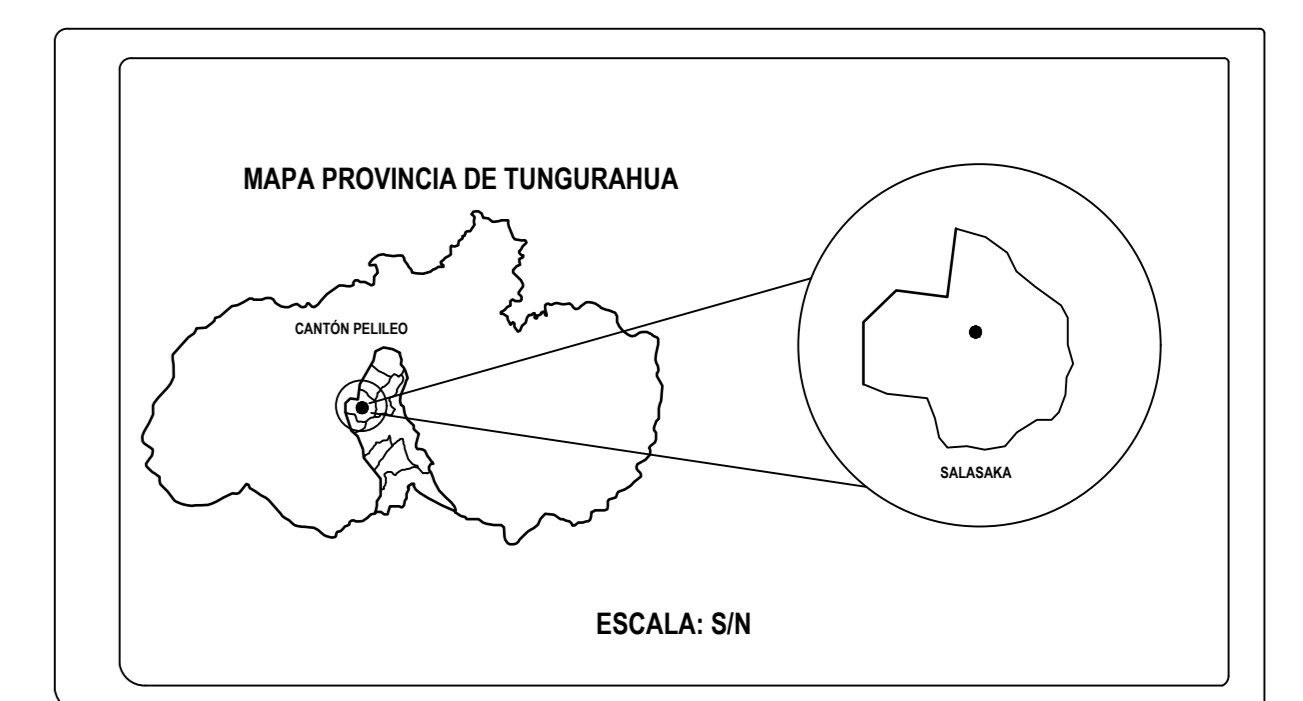 MAPA PROVINCIA DE TUNGURAHUA
CANTÓN PELILEO
SALASAKA
ESCALA: S/N